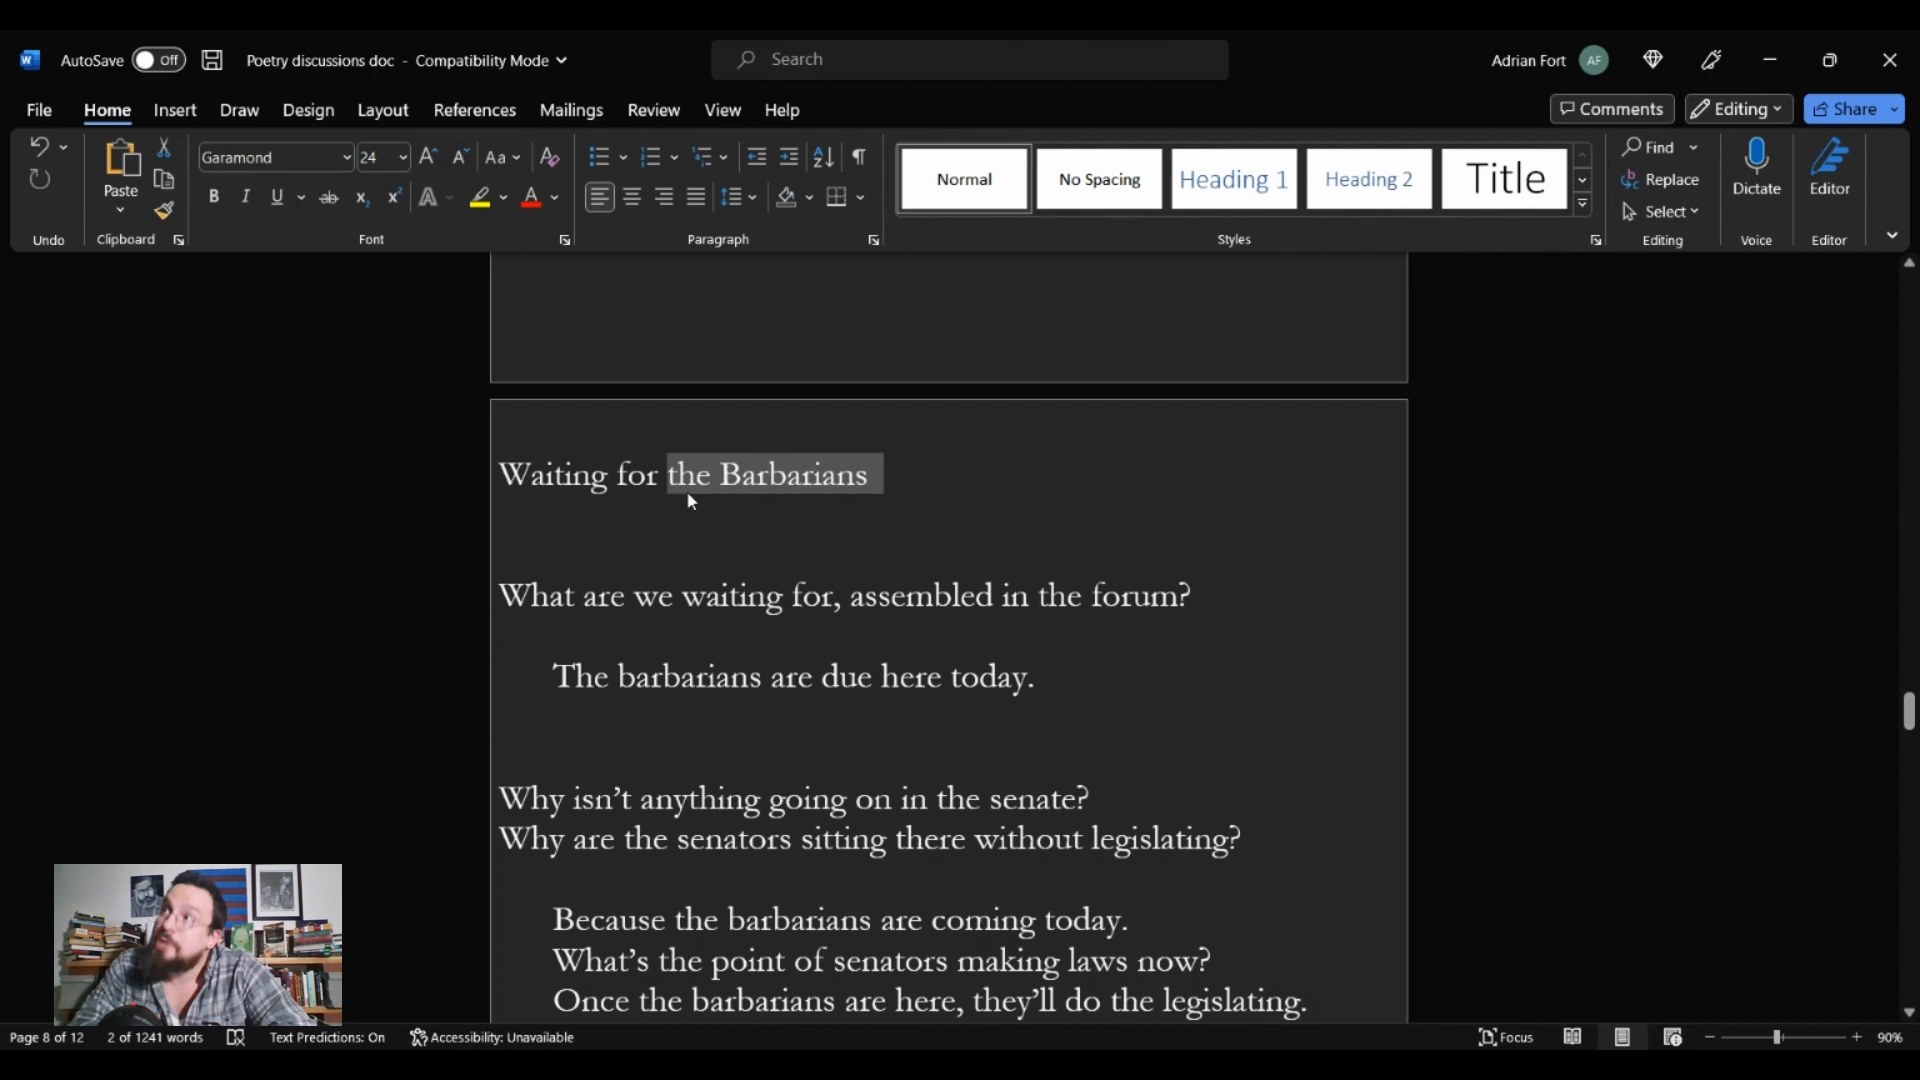 AutoSave Off Poetry discussions doc - Compatibility Mode Search Adrian Fort AF
File Home Insert Draw Design Layout References Mailings Review View Help Comments Editing Share
Garamond 24 Aa
Paste
Normal No Spacing Heading 1 Heading 2 Title
Find
Replace
Select
Dictate Editor
Undo Clipboard Font Paragraph Styles Editing Voice Editor
Waiting for the Barbarians
What are we waiting for, assembled in the forum?
The barbarians are due here today.
Why isn't anything going on in the senate?
Why are the senators sitting there without legislating?
Because the barbarians are coming today.
What's the point of senators making laws now?
Once the barbarians are here, they'll do the legislating.
Page 8 of 12 2 of 1241 words Text Predictions: On Accessibility: Unavailable Focus 90%